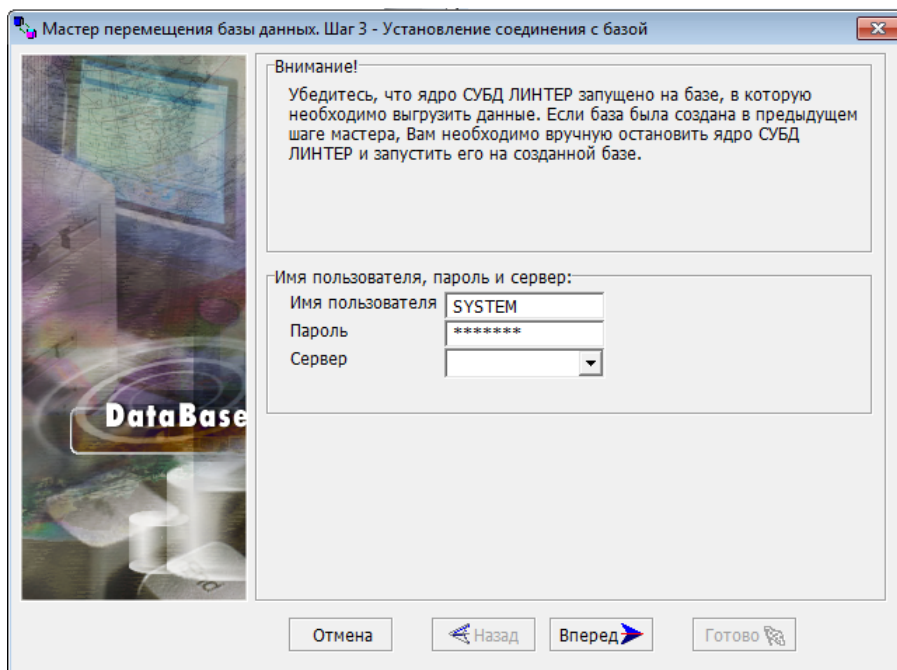 Мастер перемещения базы данных. Шаг 3 - Установление соединения с базой
Внимание!
Убедитесь, что ядро СУБД ЛИНТЕР запущено на базе, в которую
необходимо выгрузить данные. Если база была создана в предыдущем
шаге мастера, Вам необходимо вручную остановить ядро СУБД
ЛИНТЕР и запустить его на созданной базе.
Имя пользователя, пароль и сервер:
Имя пользователя SYSTEM
Пароль *******
Сервер
DataBase
Отмена Назад Вперед Готово